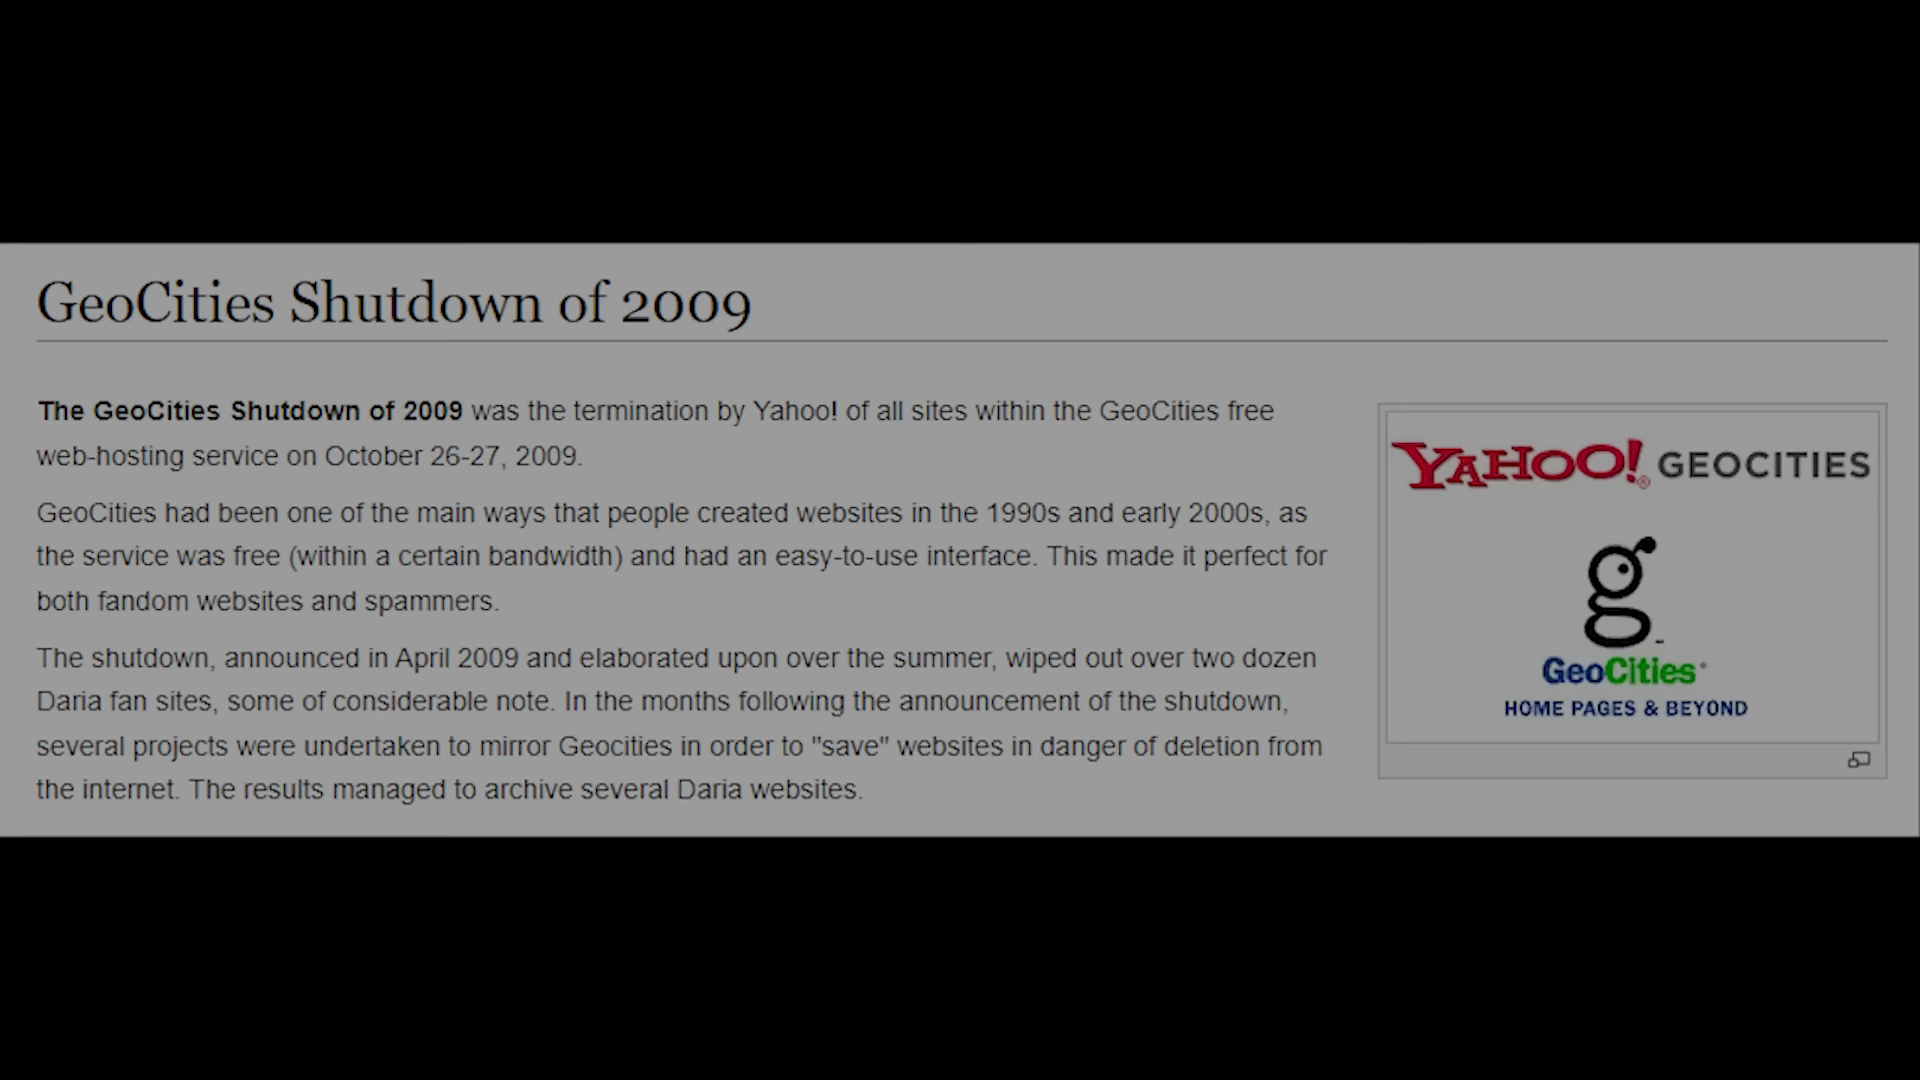 GeoCities Shutdown of 2009
The GeoCities Shutdown of 2009 was the termination by Yahoo! of all sites within the GeoCities free
web-hosting service on October 26-27, 2009.
GeoCities had been one of the main ways that people created websites in the 1990s and early 2000s, as
the service was free (within a certain bandwidth) and had an easy-to-use interface. This made it perfect for
both fandom websites and spammers.
The shutdown, announced in April 2009 and elaborated upon over the summer, wiped out over two dozen
Daria fan sites, some of considerable note. In the months following the announcement of the shutdown,
several projects were undertaken to mirror Geocities in order to "save" websites in danger of deletion from
the internet. The results managed to archive several Daria websites.
YAHOO!® GEOCITIES
GeoCities
HOME PAGES & BEYOND